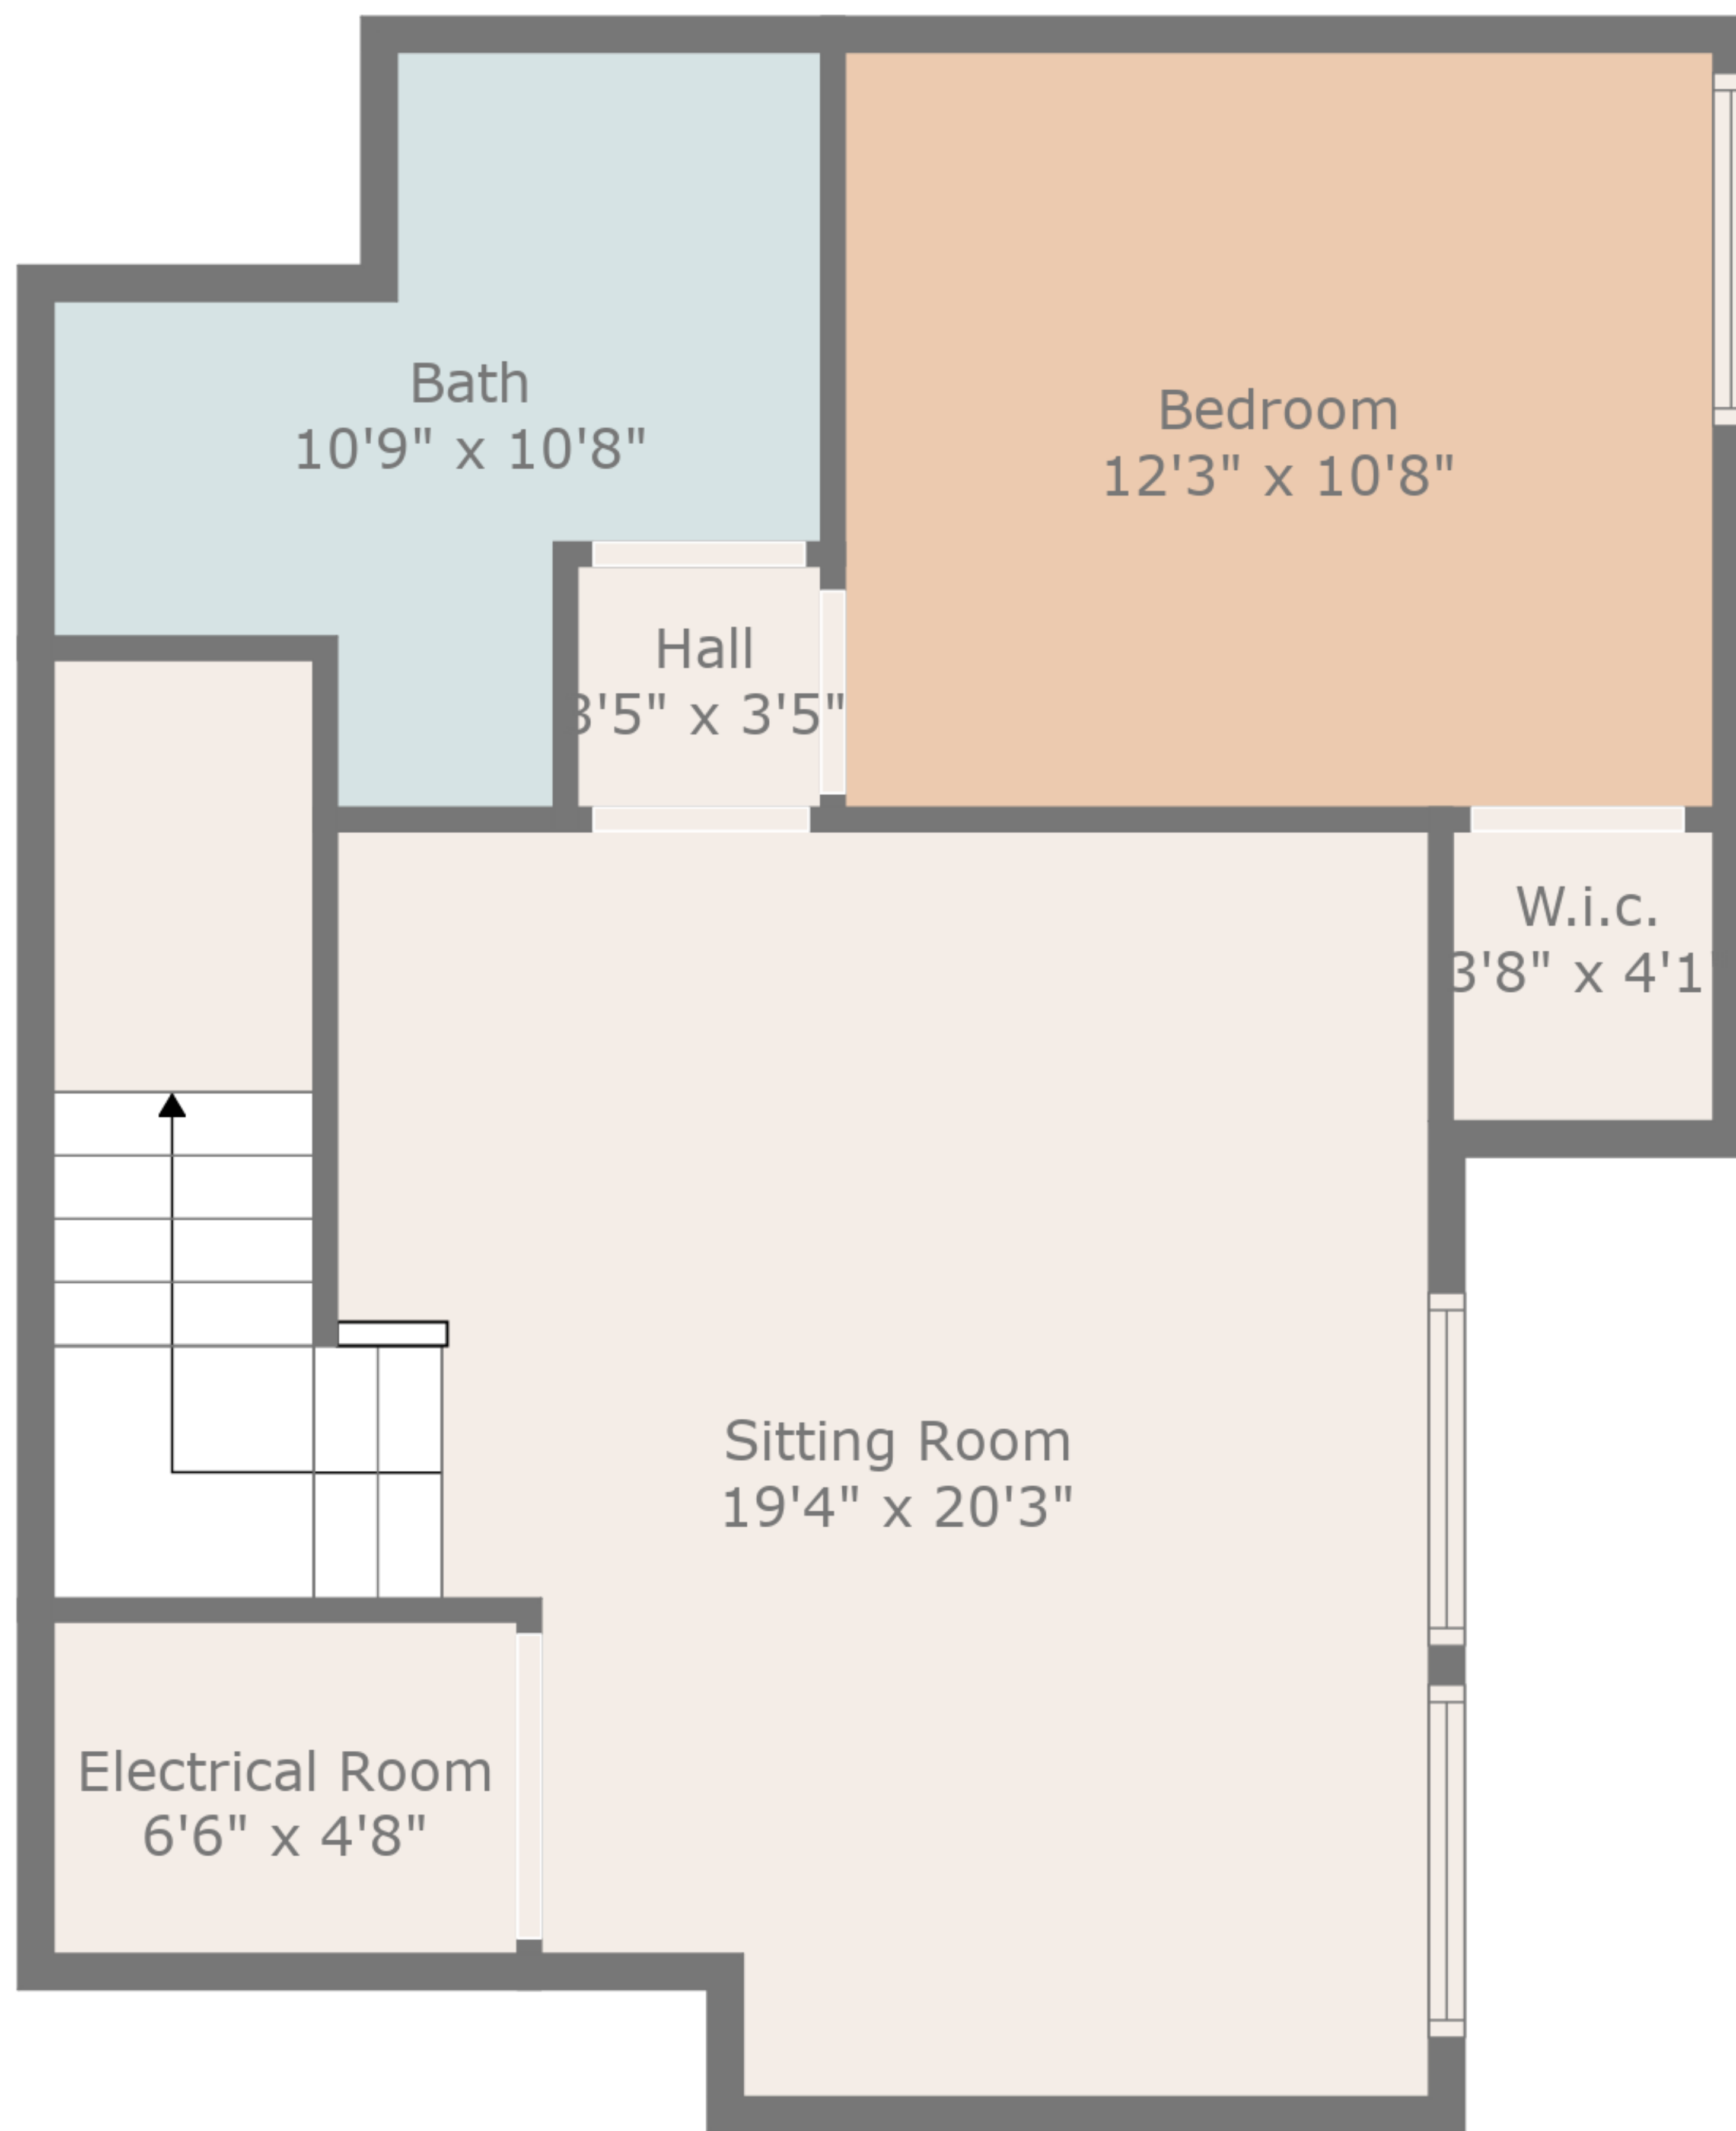 Bath
10'9" x 10'8"
Bedroom
12'3" x 10'8"
Hall
3'5" x 3'5"
W.i.c.
3'8" x 4'1
Sitting Room
19'4" x 20'3"
Electrical Room
6'6" x 4'8"